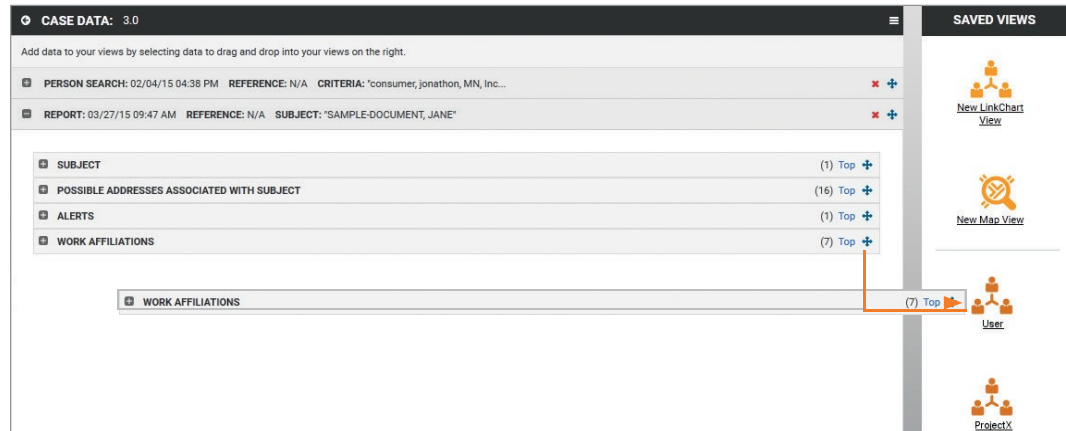 CASE DATA: 3.0
Add data to your views by selecting data to drag and drop into your views on the right.
PERSON SEARCH: 02/04/15 04:38 PM REFERENCE: N/A CRITERIA: "consumer, jonathon, MN, Inc...
REPORT: 03/27/15 09:47 AM REFERENCE: N/A SUBJECT: "SAMPLE-DOCUMENT, JANE"
SUBJECT (1) Top
POSSIBLE ADDRESSES ASSOCIATED WITH SUBJECT (16) Top
ALERTS (1) Top
WORK AFFILIATIONS (7) Top
WORK AFFILIATIONS (7) Top
SAVED VIEWS
New LinkChart
View
New Map View
User
ProjectX